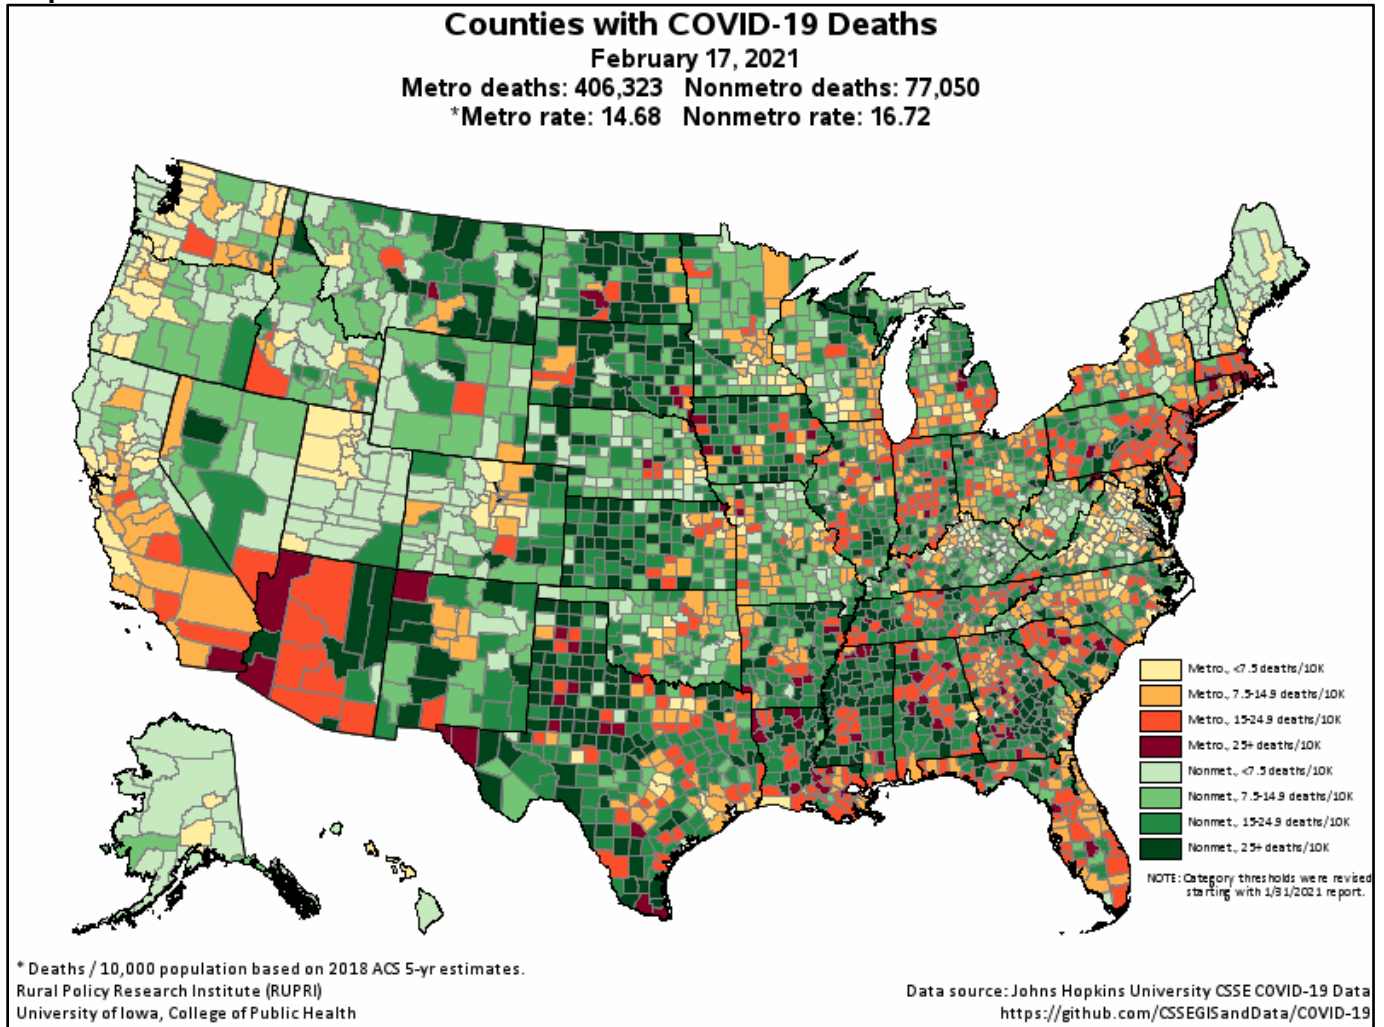 Counties with COVID-19 Deaths
February 17, 2021
Metro deaths: 406,323 Nonmetro deaths: 77,050
*Metro rate: 14.68 Nonmetro rate: 16.72
Metro., <7.5 deaths/10K
Metro., 7.5-14.9 deaths/10K
Metro., 15-24.9 deaths/10K
Metro., 25+ deaths/10K
Nonmet., <7.5 deaths/10K
Nonmet., 7.5-14.9 deaths/10K
Nonmet., 15-24.9 deaths/10K
Nonmet., 25+ deaths/10K
NOTE: Category thresholds were revised
starting with 1/31/2021 report.
* Deaths / 10,000 population based on 2018 ACS 5-yr estimates.
Rural Policy Research Institute (RUPRI)
University of Iowa, College of Public Health
Data source: Johns Hopkins University CSSE COVID-19 Data
https://github.com/CSSEGISandData/COVID-19